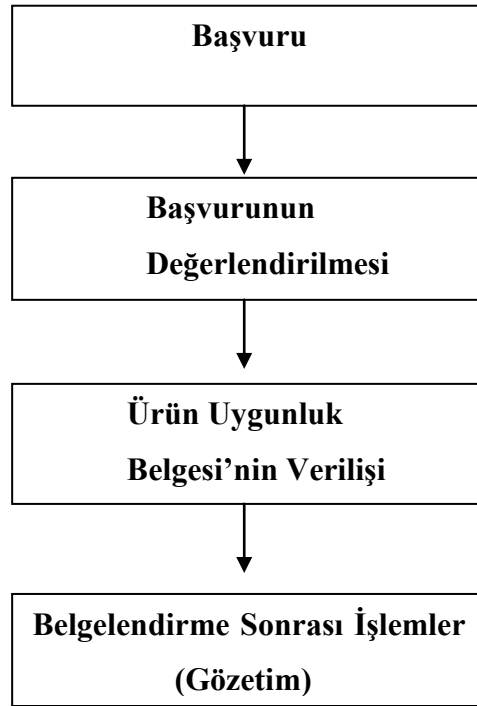 Başvuru
Başvurunun
Değerlendirilmesi
Ürün Uygunluk
Belgesi’nin Verilişi
Belgelendirme Sonrası İşlemler
(Gözetim)